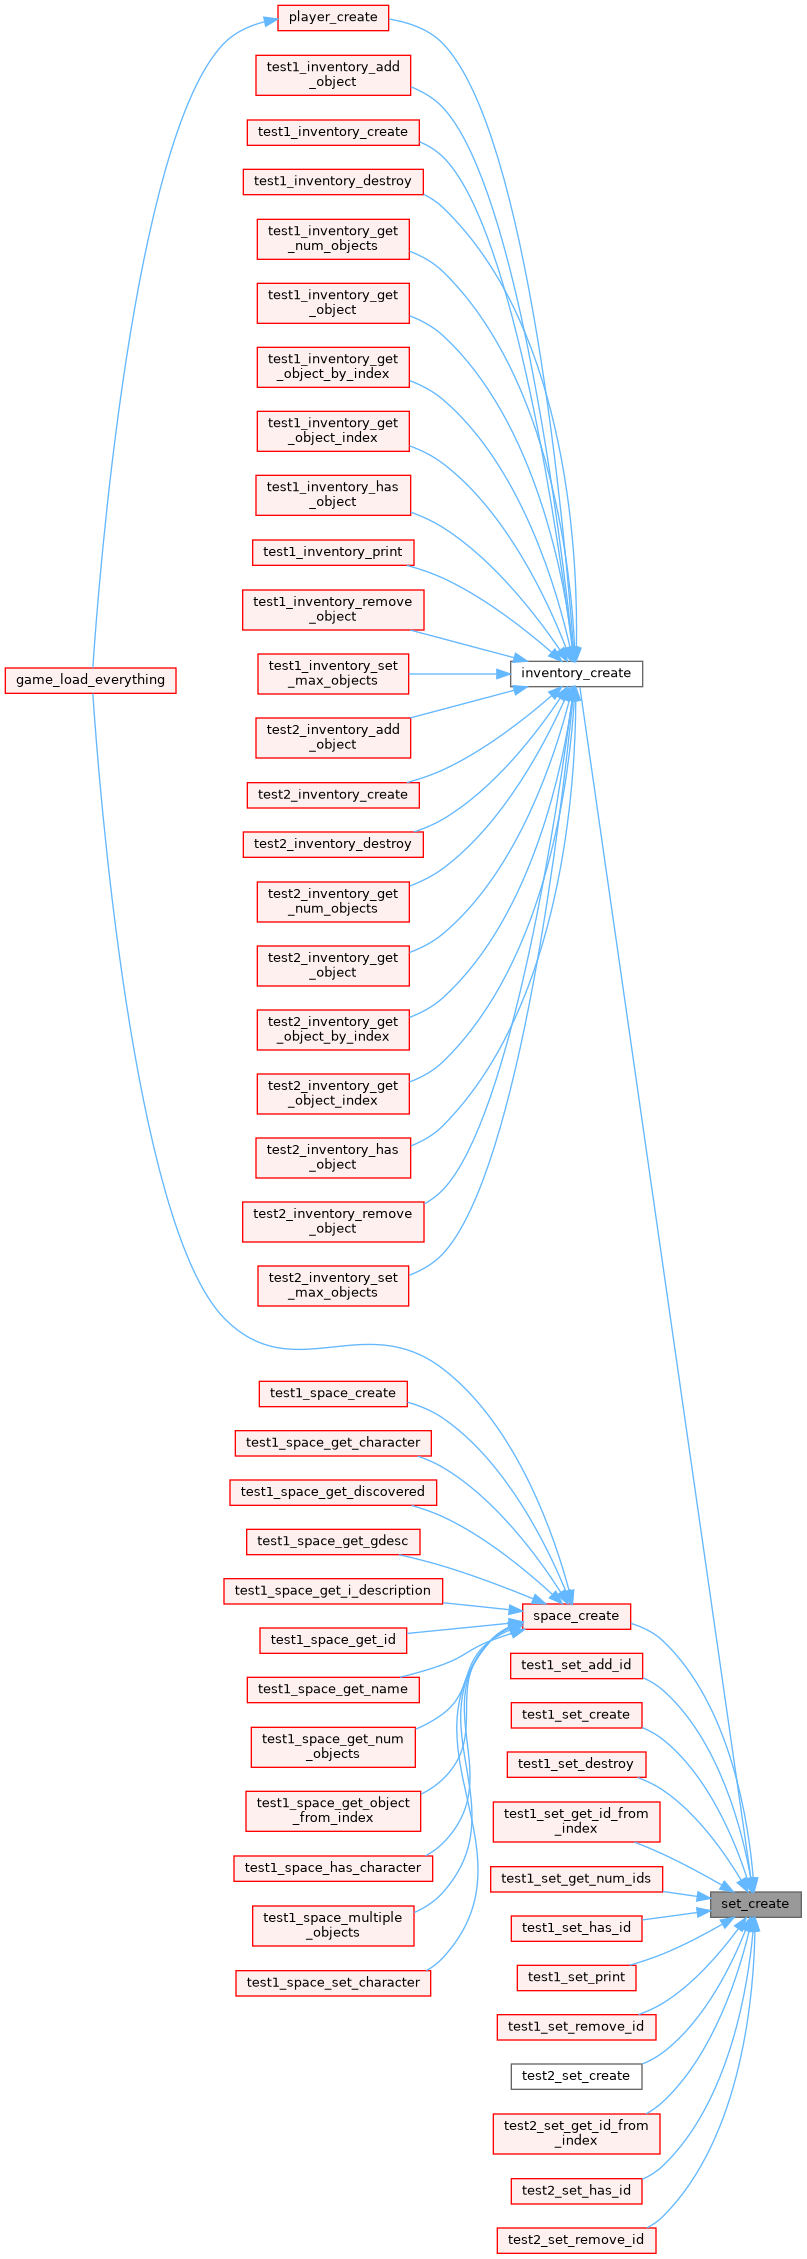 player_create
test1_inventory_add
_object
test1_inventory_create
test1_inventory_destroy
test1_inventory_get
_num_objects
test1_inventory_get
_object
test1_inventory_get
_object_by_index
test1_inventory_get
_object_index
test1_inventory_has
_object
test1_inventory_print
test1_inventory_remove
_object
test1_inventory_set
_max_objects
inventory_create
game_load_everything
test2_inventory_add
_object
test2_inventory_create
test2_inventory_destroy
test2_inventory_get
_num_objects
test2_inventory_get
_object
test2_inventory_get
_object_by_index
test2_inventory_get
_object_index
test2_inventory_has
_object
test2_inventory_remove
_object
test2_inventory_set
_max_objects
test1_space_create
test1_space_get_character
test1_space_get_discovered
test1_space_get_gdesc
test1_space_get_i_description
test1_space_get_id
test1_space_get_name
test1_space_get_num
_objects
test1_space_get_object
_from_index
test1_space_has_character
test1_space_multiple
_objects
test1_space_set_character
space_create
test1_set_add_id
test1_set_create
test1_set_destroy
test1_set_get_id_from
_index
test1_set_get_num_ids
set_create
test1_set_has_id
test1_set_print
test1_set_remove_id
test2_set_create
test2_set_get_id_from
_index
test2_set_has_id
test2_set_remove_id